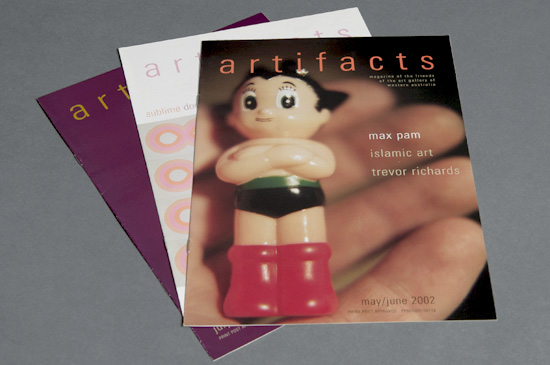 artifacts
magazine of the friends
of the art gallery of
western australia
max pam
islamic art
trevor richards
may/june 2002
art
sublime